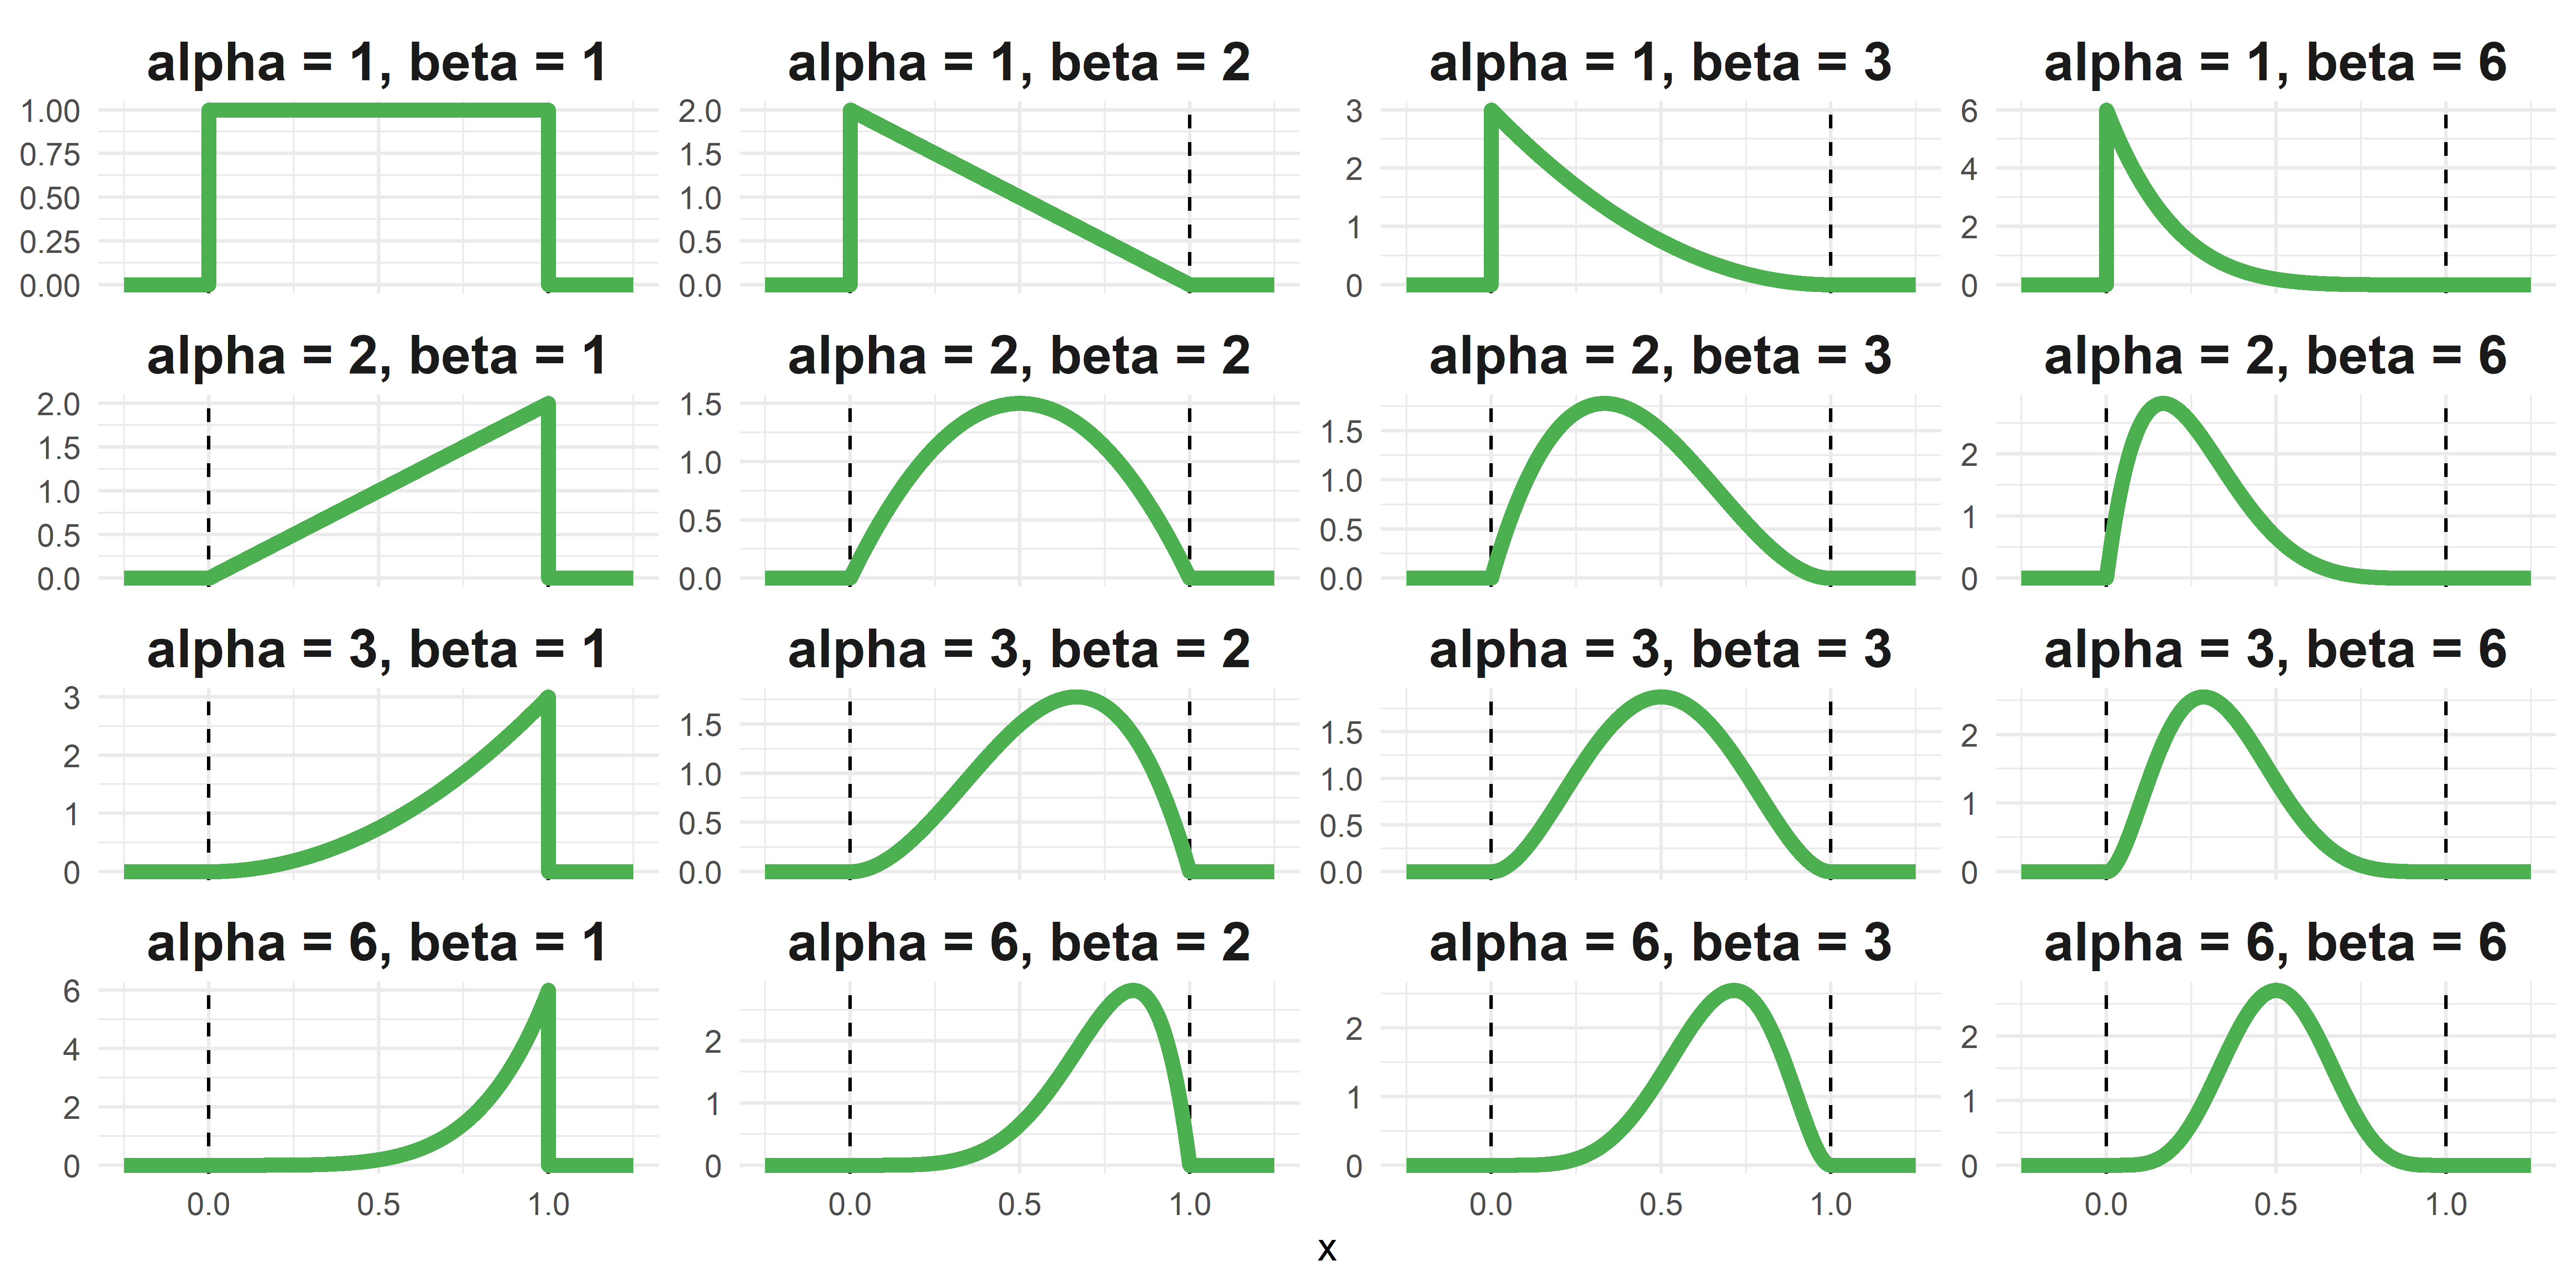 alpha = 1, beta = 1
1.00
0.75
0.50
0.25
0.00
alpha = 1, beta = 2
2.0
1.5
1.0
0.5
0.0
alpha = 1, beta = 3
3
2
1
0
alpha = 1, beta = 6
6
4
2
0
alpha = 2, beta = 1
2.0
1.5
1.0
0.5
0.0
alpha = 2, beta = 2
1.5
1.0
0.5
0.0
alpha = 2, beta = 3
1.5
1.0
0.5
0.0
alpha = 2, beta = 6
2
1
0
alpha = 3, beta = 1
3
2
1
0
alpha = 3, beta = 2
1.5
1.0
0.5
0.0
alpha = 3, beta = 3
1.5
1.0
0.5
0.0
alpha = 3, beta = 6
2
1
0
alpha = 6, beta = 1
6
4
2
0
0.0 0.5 1.0
alpha = 6, beta = 2
2
1
0
0.0 0.5 1.0
alpha = 6, beta = 3
2
1
0
0.0 0.5 1.0
alpha = 6, beta = 6
2
1
0
0.0 0.5 1.0
x